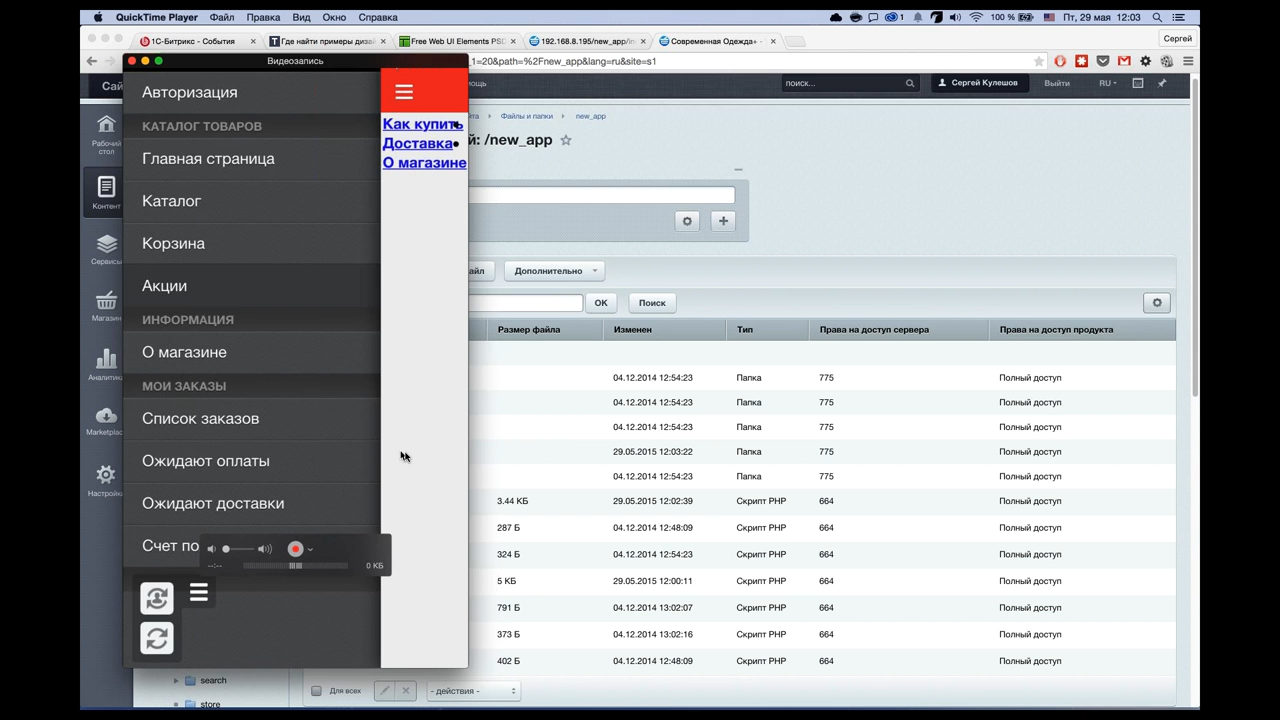 QuickTime Player Файл Правка Вид Окно Справка
1 100 % Пт, 29 мая 12:03
1С-Битрикс - События
Где найти примеры дизай
Free Web UI Elements PSD
192.168.8.195/new_app/in
Современная Одежда+ -
Сергей
Видеозапись
_1=20&path=%2Fnew_app&lang=ru&site=s1
Сай
ощь
поиск...
Сергей Кулешов
Выйти
RU
Рабочий
стол
Контент
Сервисы
Магазин
Аналитик
Marketplac
Настройк
Авторизация
КАТАЛОГ ТОВАРОВ
Главная страница
Каталог
Корзина
Акции
ИНФОРМАЦИЯ
О магазине
МОИ ЗАКАЗЫ
Список заказов
Ожидают оплаты
Ожидают доставки
Счет по
--:-- 0 КБ
Как купить
Доставка
О магазине
йта Файлы и папки new_app
й: /new_app
айл Дополнительно
OK Поиск
Размер файла Изменен Тип Права на доступ сервера Права на доступ продукта
04.12.2014 12:54:23 Папка 775 Полный доступ
04.12.2014 12:54:23 Папка 775 Полный доступ
04.12.2014 12:54:23 Папка 775 Полный доступ
29.05.2015 12:03:22 Папка 775 Полный доступ
04.12.2014 12:54:23 Папка 775 Полный доступ
3.44 КБ 29.05.2015 12:02:39 Скрипт PHP 664 Полный доступ
287 Б 04.12.2014 12:48:09 Скрипт PHP 664 Полный доступ
324 Б 04.12.2014 12:54:23 Скрипт PHP 664 Полный доступ
5 КБ 29.05.2015 12:00:11 Скрипт PHP 664 Полный доступ
791 Б 04.12.2014 13:02:07 Скрипт PHP 664 Полный доступ
373 Б 04.12.2014 13:02:16 Скрипт PHP 664 Полный доступ
402 Б 04.12.2014 12:48:09 Скрипт PHP 664 Полный доступ
search
store
Для всех - действия -